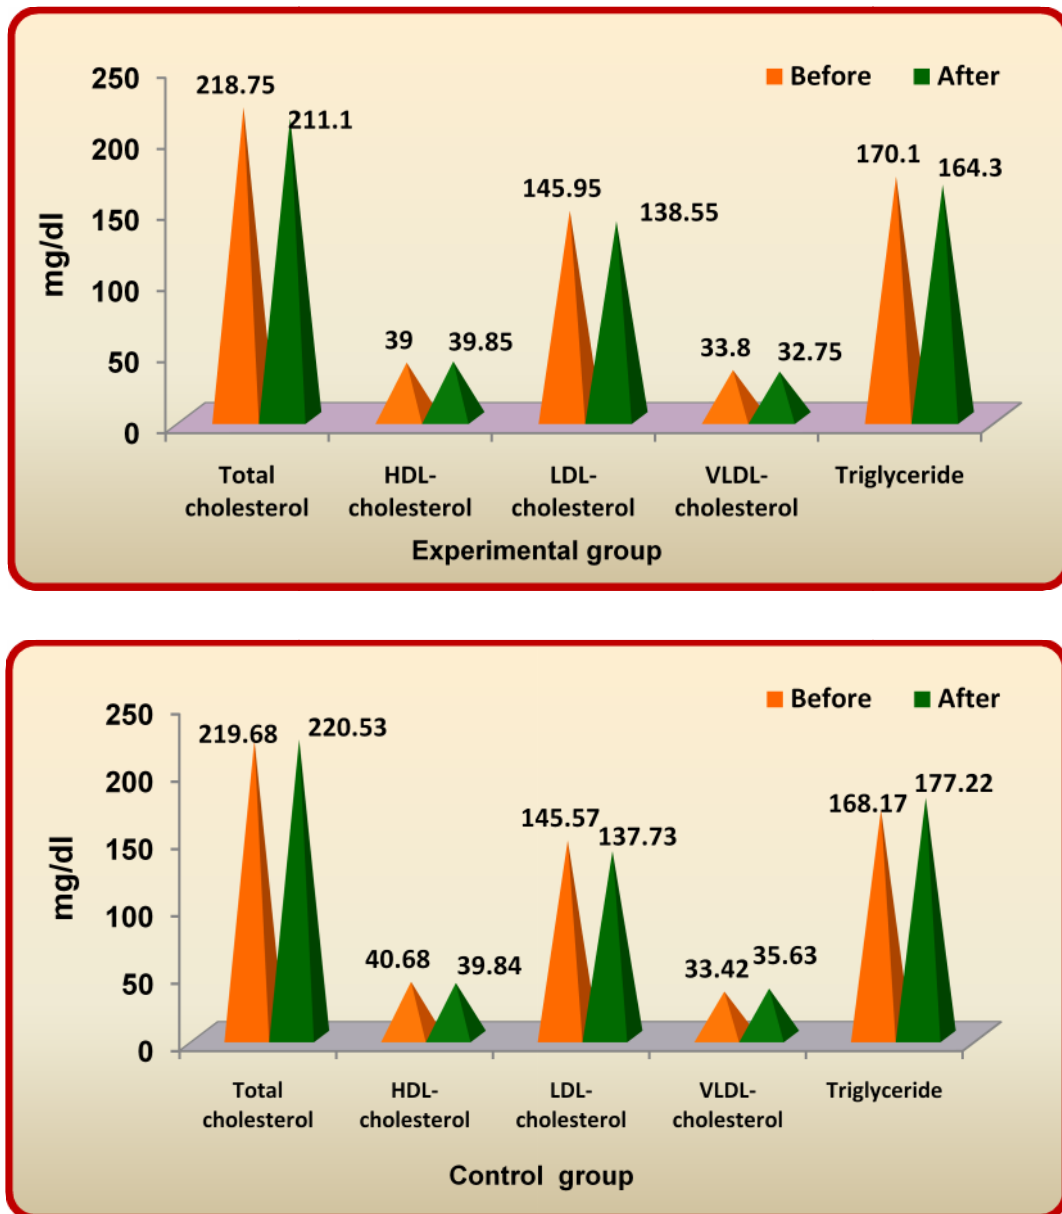 250
200
150
100
50
0
mg/dl
Before After
218.75
211.1
39
39.85
145.95
138.55
33.8
32.75
170.1
164.3
Total
cholesterol
HDL-
cholesterol
LDL-
cholesterol
VLDL-
cholesterol
Triglyceride
Experimental group
250
200
150
100
50
0
mg/dl
Before After
219.68
220.53
40.68
39.84
145.57
137.73
33.42
35.63
168.17
177.22
Total
cholesterol
HDL-
cholesterol
LDL-
cholesterol
VLDL-
cholesterol
Triglyceride
Control group